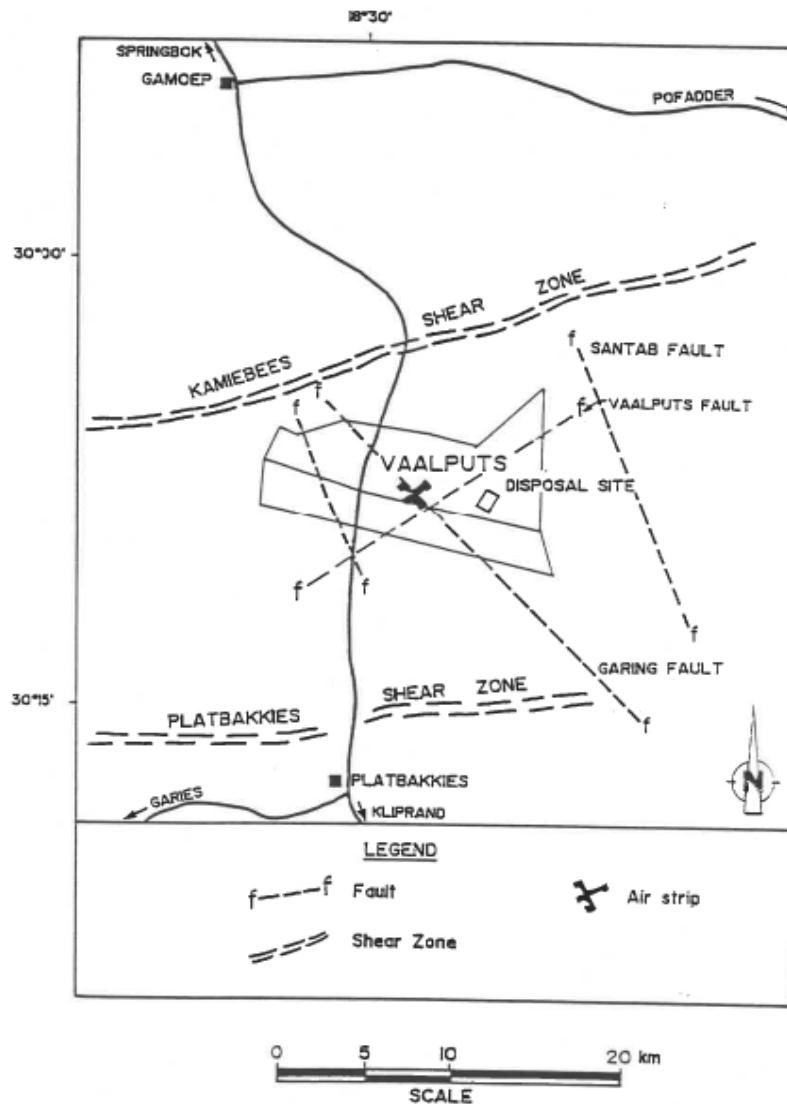 18°30'
SPRINGBOK
GAMOEP
POFADDER
30°00'
KAMIEBEES SHEAR ZONE
f SANTAB FAULT
f
f
f VAALPUTS FAULT
VAALPUTS
DISPOSAL SITE
f
f
f
GARING FAULT
f
30°15'
PLATBAKKIES SHEAR ZONE
PLATBAKKIES
N
GARIES
KLIPRAND
LEGEND
f f Fault
Air strip
Shear Zone
0 5 10 20 km
SCALE